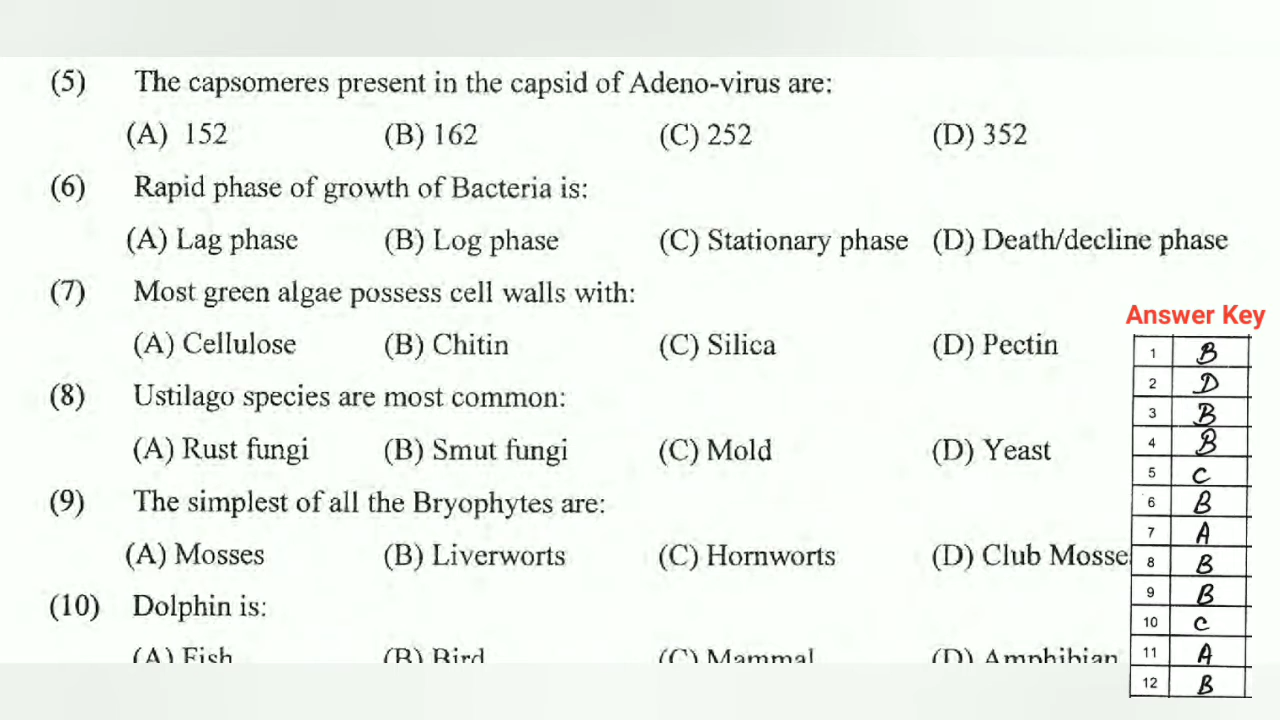 (5) The capsomeres present in the capsid of Adeno-virus are:
(A) 152 (B) 162 (C) 252 (D) 352
(6) Rapid phase of growth of Bacteria is:
(A) Lag phase (B) Log phase (C) Stationary phase (D) Death/decline phase
(7) Most green algae possess cell walls with:
(A) Cellulose (B) Chitin (C) Silica (D) Pectin
(8) Ustilago species are most common:
(A) Rust fungi (B) Smut fungi (C) Mold (D) Yeast
(9) The simplest of all the Bryophytes are:
(A) Mosses (B) Liverworts (C) Hornworts (D) Club Mosse
(10) Dolphin is:
(A) Fish (B) Bird (C) Mammal (D) Amphibian
Answer Key
1 B
2 D
3 B
4 B
5 C
6 B
7 A
8 B
9 B
10 C
11 A
12 B